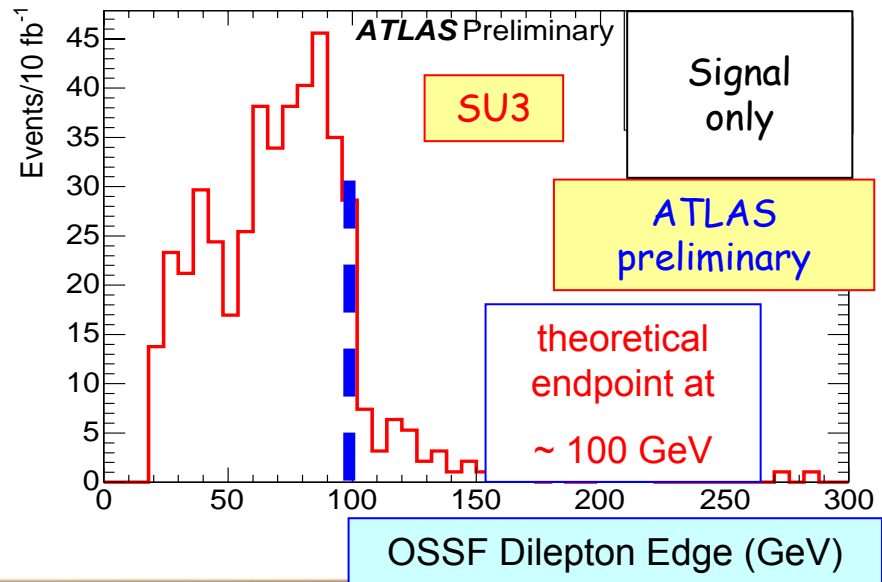 ATLAS Preliminary
Events/10 fb⁻¹
45
40
35
30
25
20
15
10
5
0
SU3
Signal
only
ATLAS
preliminary
theoretical
endpoint at
~ 100 GeV
0 50 100 150 200 250 300
OSSF Dilepton Edge (GeV)